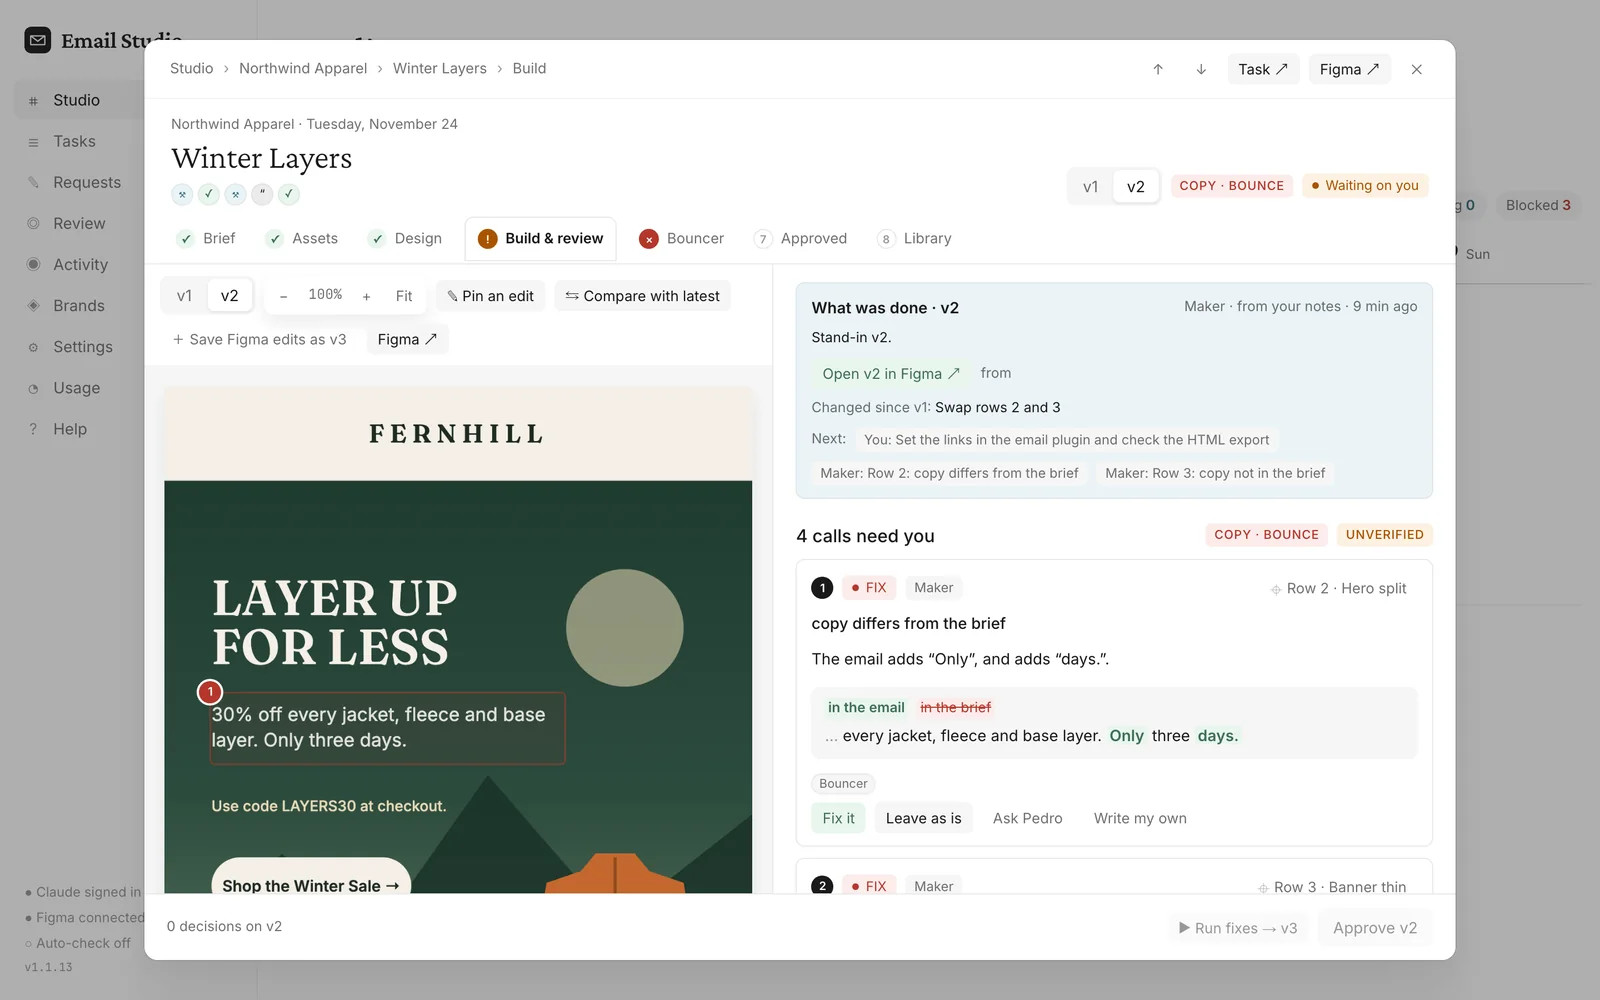 Email Studio
Studio
Tasks
Requests
Review
Activity
Brands
Settings
Usage
? Help
Claude signed in
Figma connected
Auto-check off
v1.1.13
Studio › Northwind Apparel › Winter Layers › Build
↑ ↓ Task ↗ Figma ↗ ×
Northwind Apparel · Tuesday, November 24
Winter Layers
v1 v2 COPY · BOUNCE Waiting on you
✓ Brief ✓ Assets ✓ Design ! Build & review × Bouncer 7 Approved 8 Library
v1 v2 − 100% + Fit Pin an edit Compare with latest
+ Save Figma edits as v3 Figma ↗
FERNHILL
LAYER UP
FOR LESS
1
30% off every jacket, fleece and base
layer. Only three days.
Use code LAYERS30 at checkout.
Shop the Winter Sale →
What was done · v2 Maker · from your notes · 9 min ago
Stand-in v2.
Open v2 in Figma ↗ from
Changed since v1: Swap rows 2 and 3
Next: You: Set the links in the email plugin and check the HTML export
Maker: Row 2: copy differs from the brief Maker: Row 3: copy not in the brief
4 calls need you COPY · BOUNCE UNVERIFIED
1 FIX Maker Row 2 · Hero split
copy differs from the brief
The email adds “Only”, and adds “days.”.
in the email in the brief
... every jacket, fleece and base layer. Only three days.
Bouncer
Fix it Leave as is Ask Pedro Write my own
2 FIX Maker Row 3 · Banner thin
0 decisions on v2 ▶ Run fixes → v3 Approve v2
0 Blocked 3
Sun